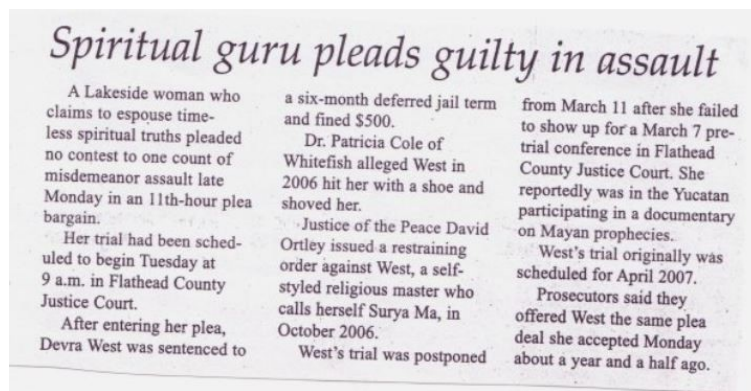 Spiritual guru pleads guilty in assault
A Lakeside woman who
claims to espouse time-
less spiritual truths pleaded
no contest to one count of
misdemeanor assault late
Monday in an 11th-hour plea
bargain.
Her trial had been sched-
uled to begin Tuesday at
9 a.m. in Flathead County
Justice Court.
After entering her plea,
Devra West was sentenced to
a six-month deferred jail term
and fined $500.
Dr. Patricia Cole of
Whitefish alleged West in
2006 hit her with a shoe and
shoved her.
Justice of the Peace David
Ortley issued a restraining
order against West, a self-
styled religious master who
calls herself Surya Ma, in
October 2006.
West's trial was postponed
from March 11 after she failed
to show up for a March 7 pre-
trial conference in Flathead
County Justice Court. She
reportedly was in the Yucatan
participating in a documentary
on Mayan prophecies.
West's trial originally was
scheduled for April 2007.
Prosecutors said they
offered West the same plea
deal she accepted Monday
about a year and a half ago.